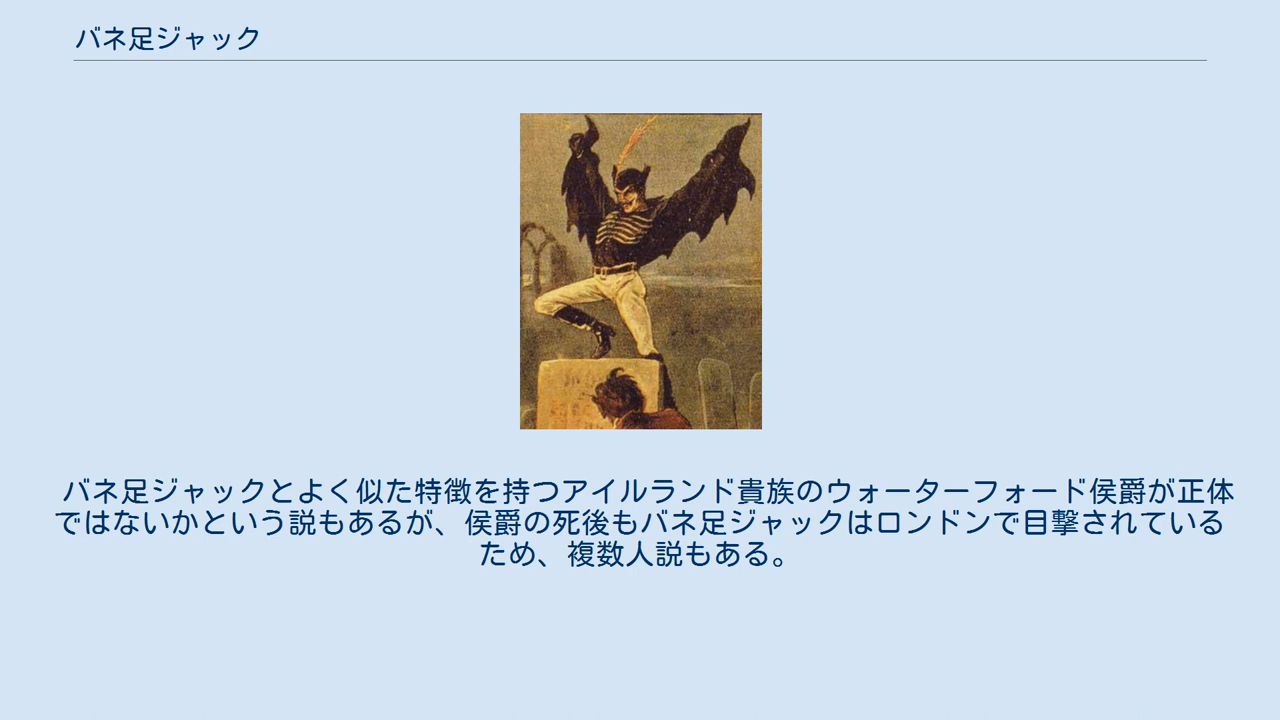 バネ足ジャック
バネ足ジャックとよく似た特徴を持つアイルランド貴族のウォーターフォード侯爵が正体
ではないかという説もあるが、侯爵の死後もバネ足ジャックはロンドンで目撃されている
ため、複数人説もある。